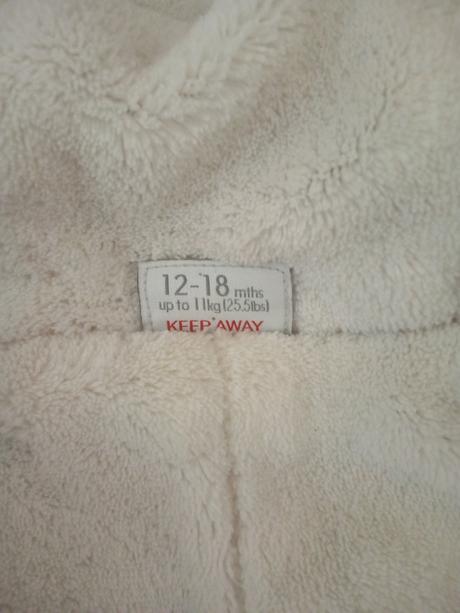 12-18 mths
up to 11kg(25.5lbs)
KEEP AWAY